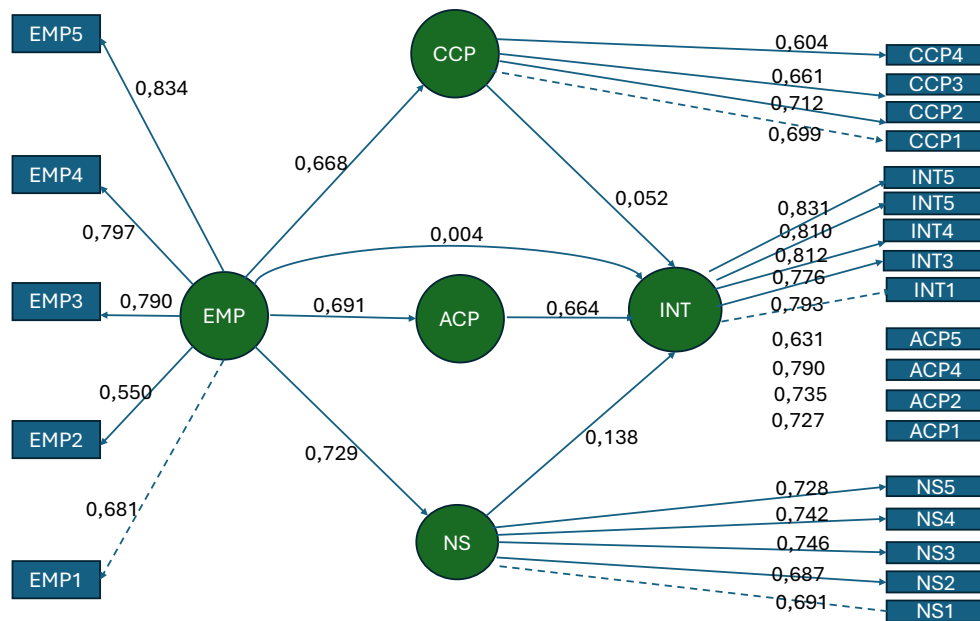 EMP5
CCP
0,604
CCP4
0,661
CCP3
0,834
0,712
CCP2
0,699
CCP1
EMP4
0,668
INT5
0,052
0,831
INT5
0,797
0,004
0,810
INT4
0,812
INT3
0,776
EMP3
0,790
INT1
EMP
0,691
ACP
0,664
INT
0,793
0,631
ACP5
0,790
ACP4
0,550
0,735
ACP2
0,727
ACP1
EMP2
0,138
0,729
0,728
NS5
0,681
0,742
NS4
NS
0,746
NS3
EMP1
0,687
NS2
0,691
NS1